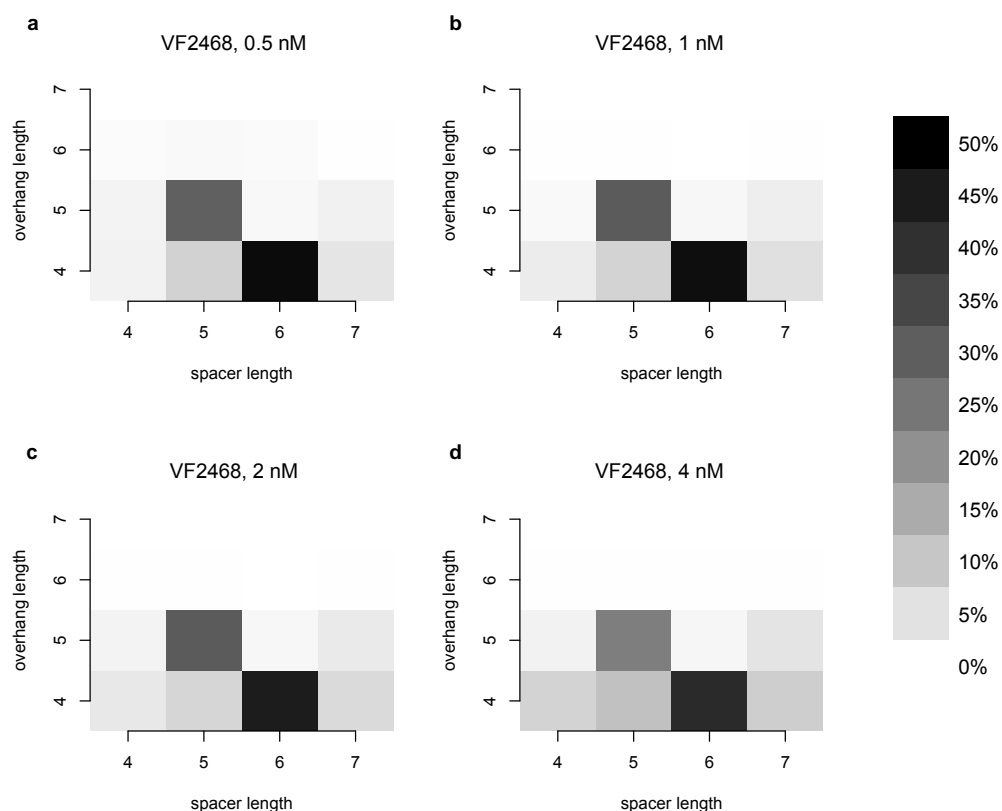 a
VF2468, 0.5 nM
overhang length
7
6
5
4
4 5 6 7
spacer length
b
VF2468, 1 nM
overhang length
7
6
5
4
4 5 6 7
spacer length
c
VF2468, 2 nM
overhang length
7
6
5
4
4 5 6 7
spacer length
d
VF2468, 4 nM
overhang length
7
6
5
4
4 5 6 7
spacer length
50%
45%
40%
35%
30%
25%
20%
15%
10%
5%
0%